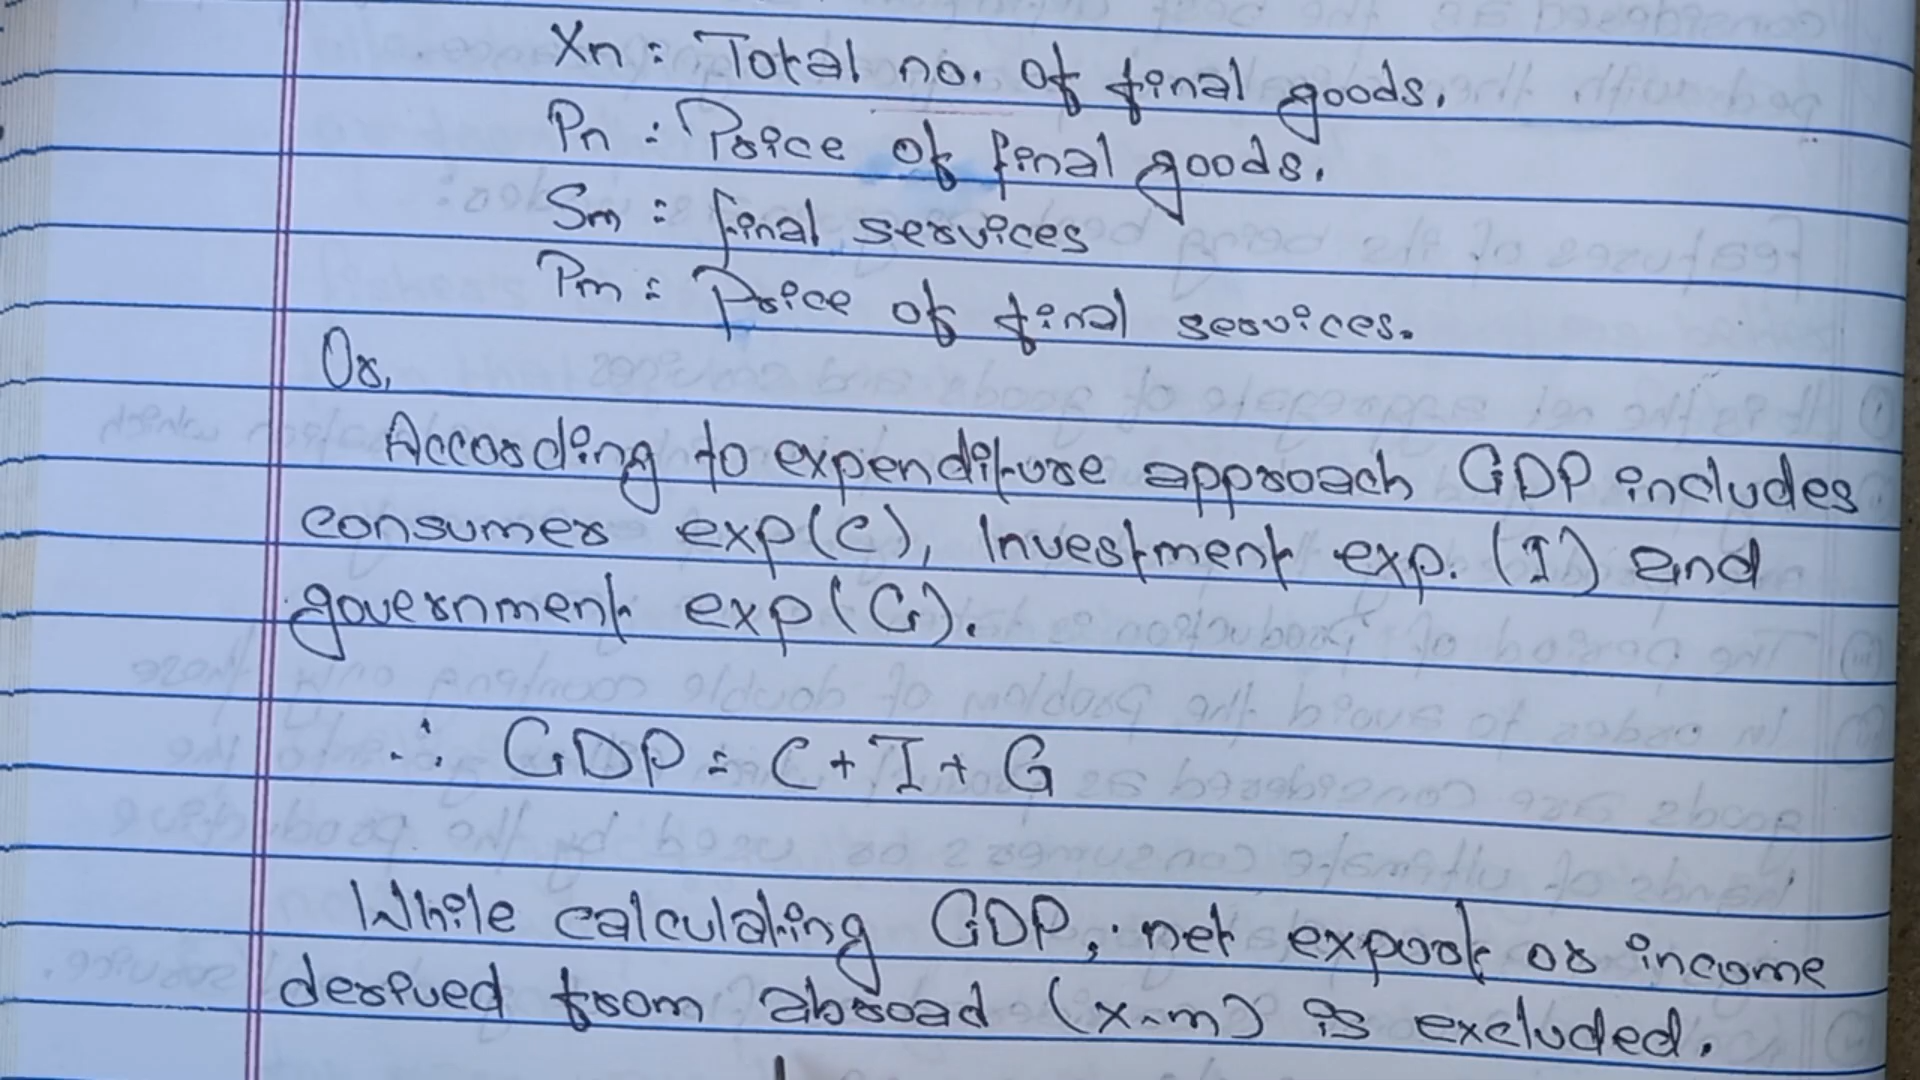 Xn : Total no. of final goods.
Pn : Price of final goods.
Sm : final services
Pm : Price of final services.
Or,
According to expenditure approach GDP includes
consumer exp(C), Investment exp. (I) and
government exp(G).
∴ GDP = C + I + G
While calculating GDP, net export or income
derived from abroad (x-m) is excluded.